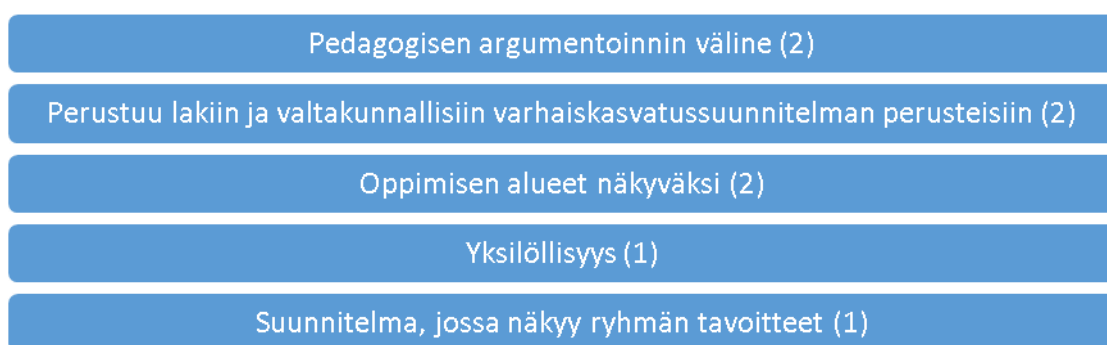 Pedagogisen argumentoinnin väline (2)
Perustuu lakiin ja valtakunnallisiin varhaiskasvatussuunnitelman perusteisiin (2)
Oppimisen alueet näkyväksi (2)
Yksilöllisyys (1)
Suunnitelma, jossa näkyy ryhmän tavoitteet (1)